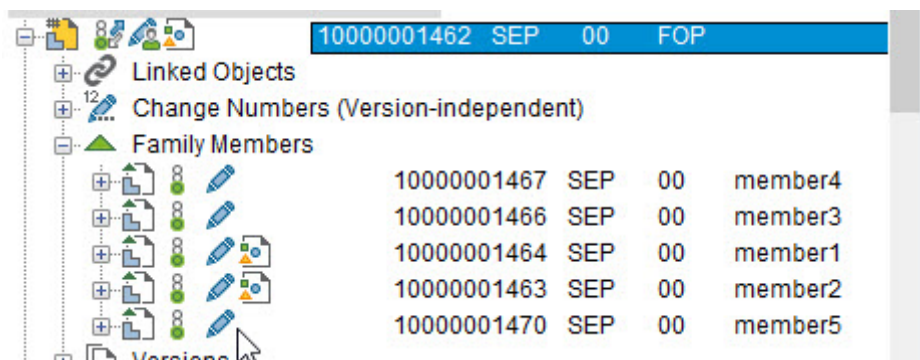 10000001462 SEP 00 FOP
Linked Objects
12 Change Numbers (Version-independent)
Family Members
10000001467 SEP 00 member4
10000001466 SEP 00 member3
10000001464 SEP 00 member1
10000001463 SEP 00 member2
10000001470 SEP 00 member5
Versions